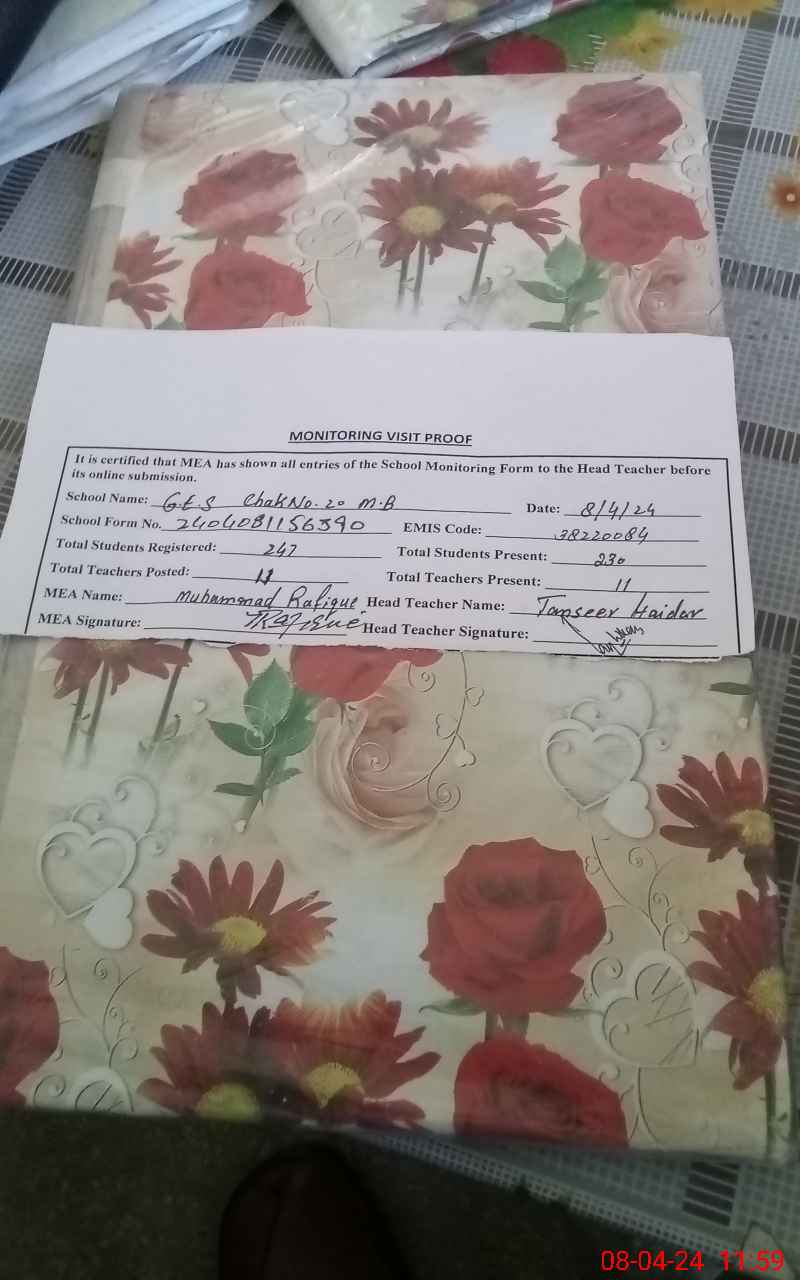 MONITORING VISIT PROOF
It is certified that MEA has shown all entries of the School Monitoring Form to the Head Teacher before
its online submission.
School Name: G.E.S Chak No. 20 M.B Date: 8/4/24
School Form No. 2404081156390 EMIS Code: 38220084
Total Students Registered: 247 Total Students Present: 230
Total Teachers Posted: 11 Total Teachers Present: 11
MEA Name: Muhammad Rafique Head Teacher Name: Tanseer Haidar
MEA Signature: Rafique Head Teacher Signature:
08-04-24 11:59